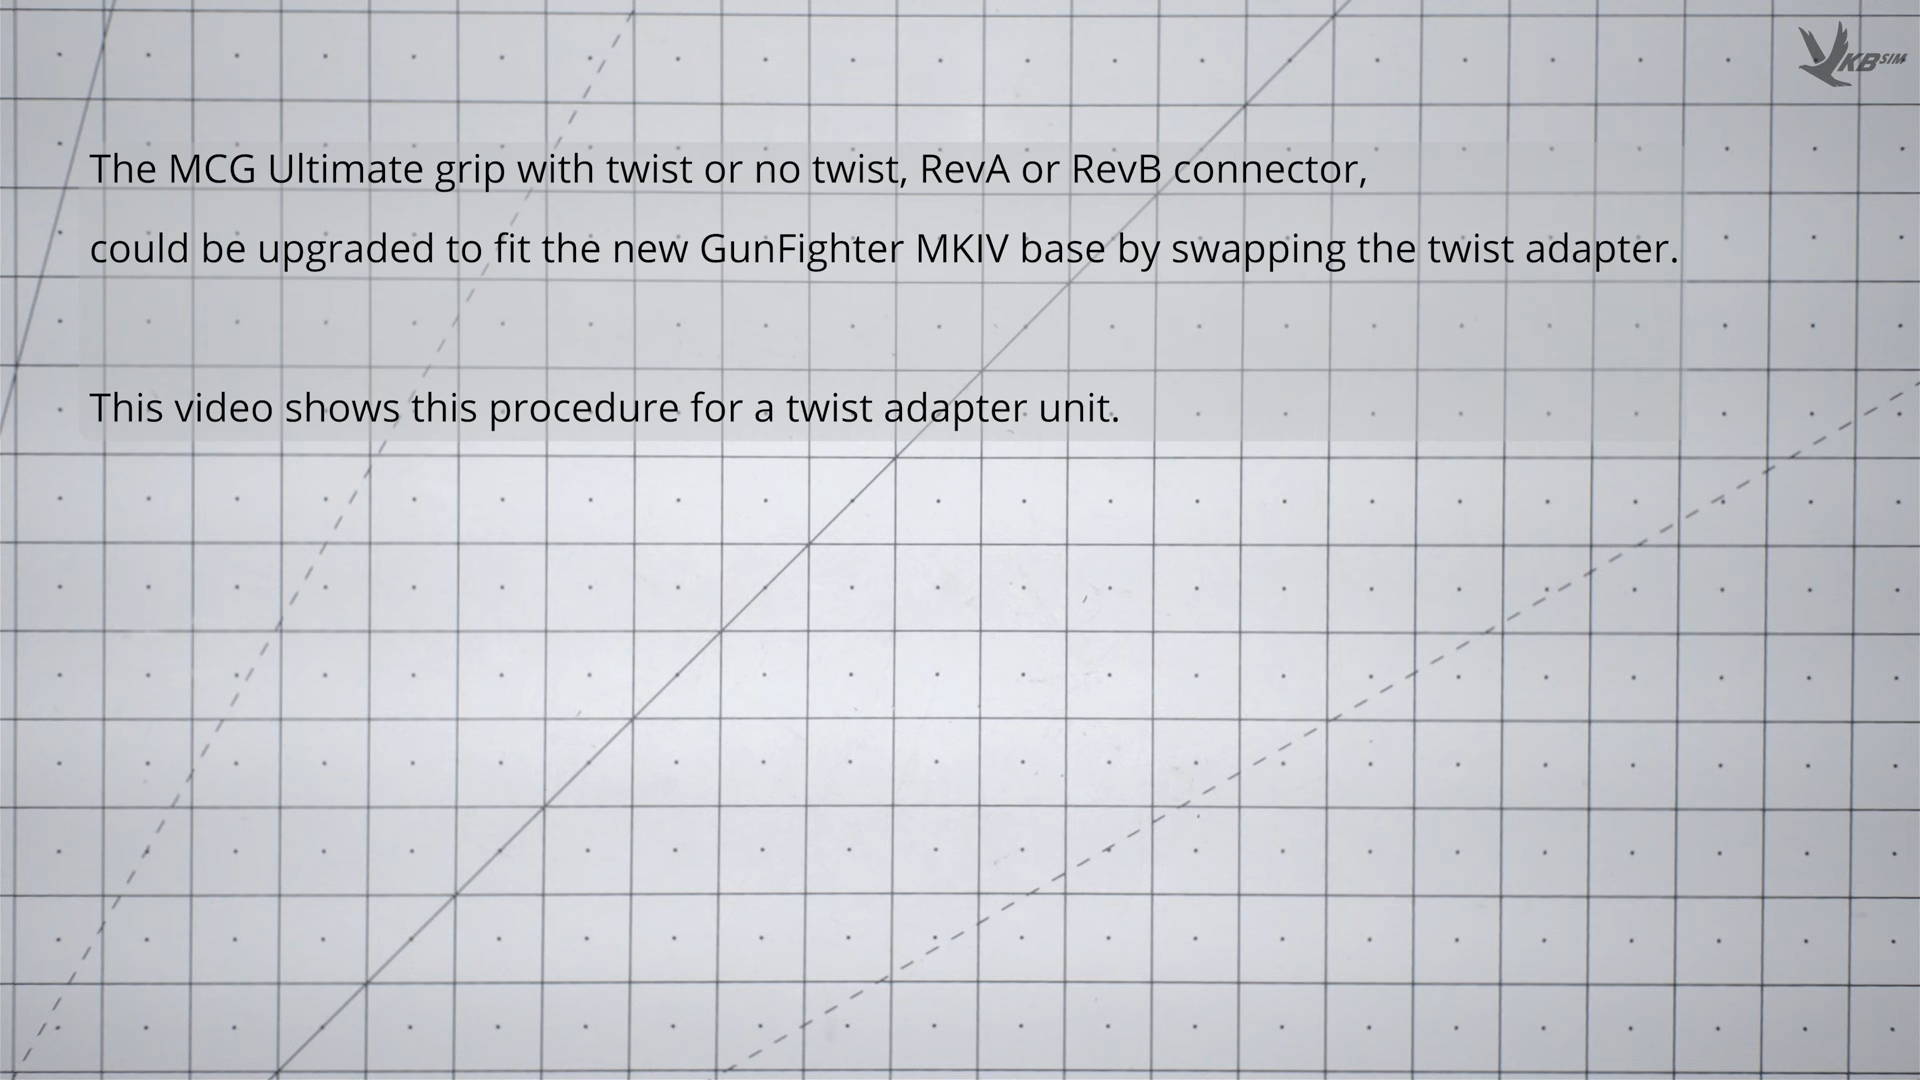 VKBSIM
The MCG Ultimate grip with twist or no twist, RevA or RevB connector,
could be upgraded to fit the new GunFighter MKIV base by swapping the twist adapter.
This video shows this procedure for a twist adapter unit.